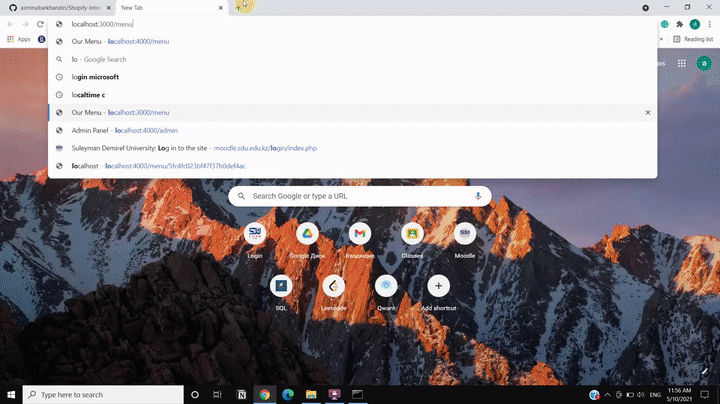 asminabarkhandin/Shopify-inter
New Tab
localhost:3000/menu
Apps
Our Menu - localhost:4000/menu
Reading list
lo - Google Search
login microsoft
localtime c
Our Menu - localhost:3000/menu
Admin Panel - localhost:4000/admin
Suleyman Demirel University: Log in to the site - moodle.sdu.edu.kz/login/index.php
localhost - localhost:4000/menu/5fc4fc023bf47f37b0def4ac
Search Google or type a URL
Login
Google Диск
Входящие
Classes
Moodle
SQL
Leetcode
Qwant
Add shortcut
Type here to search
ENG
11:56 AM
5/10/2021